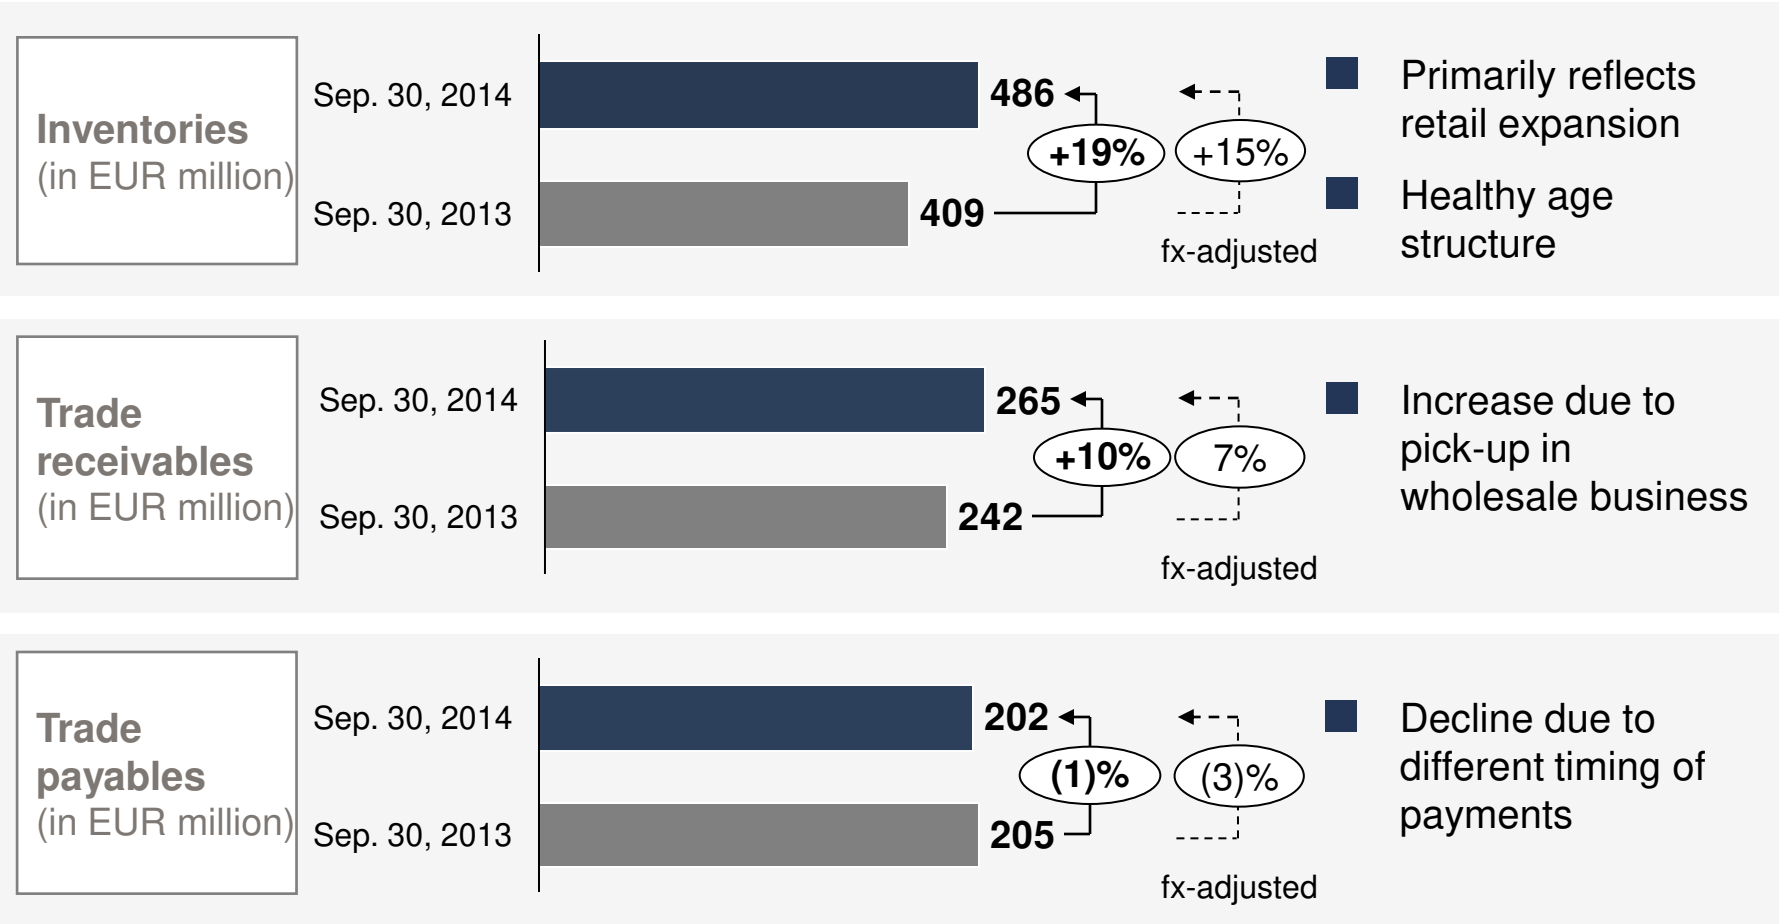 Inventories
(in EUR million)
Sep. 30, 2014
486
+19%
+15%
Sep. 30, 2013
409
fx-adjusted
Primarily reflects
retail expansion
Healthy age
structure
Trade
receivables
(in EUR million)
Sep. 30, 2014
265
+10%
7%
Sep. 30, 2013
242
fx-adjusted
Increase due to
pick-up in
wholesale business
Trade
payables
(in EUR million)
Sep. 30, 2014
202
(1)%
(3)%
Sep. 30, 2013
205
fx-adjusted
Decline due to
different timing of
payments